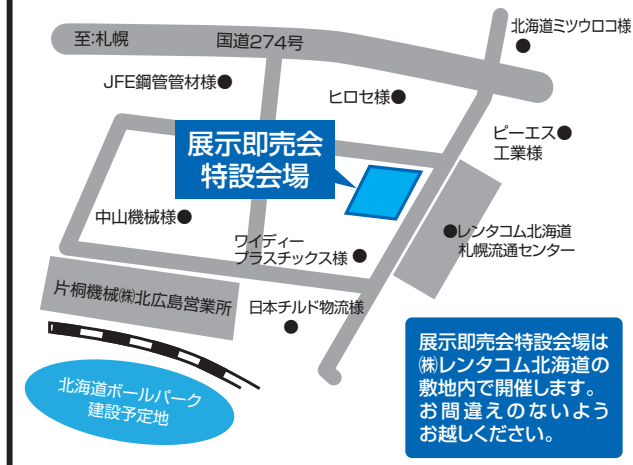 北海道ミツウロコ様
至:札幌
国道274号
JFE鋼管管材様
ヒロセ様
ピーエス
工業様
展示即売会
特設会場
中山機械様
ワイディー
プラスチックス様
レンタコム北海道
札幌流通センター
片桐機械㈱北広島営業所
日本チルド物流様
北海道ボールパーク
建設予定地
展示即売会特設会場は
㈱レンタコム北海道の
敷地内で開催します。
お間違えのないよう
お越しください。